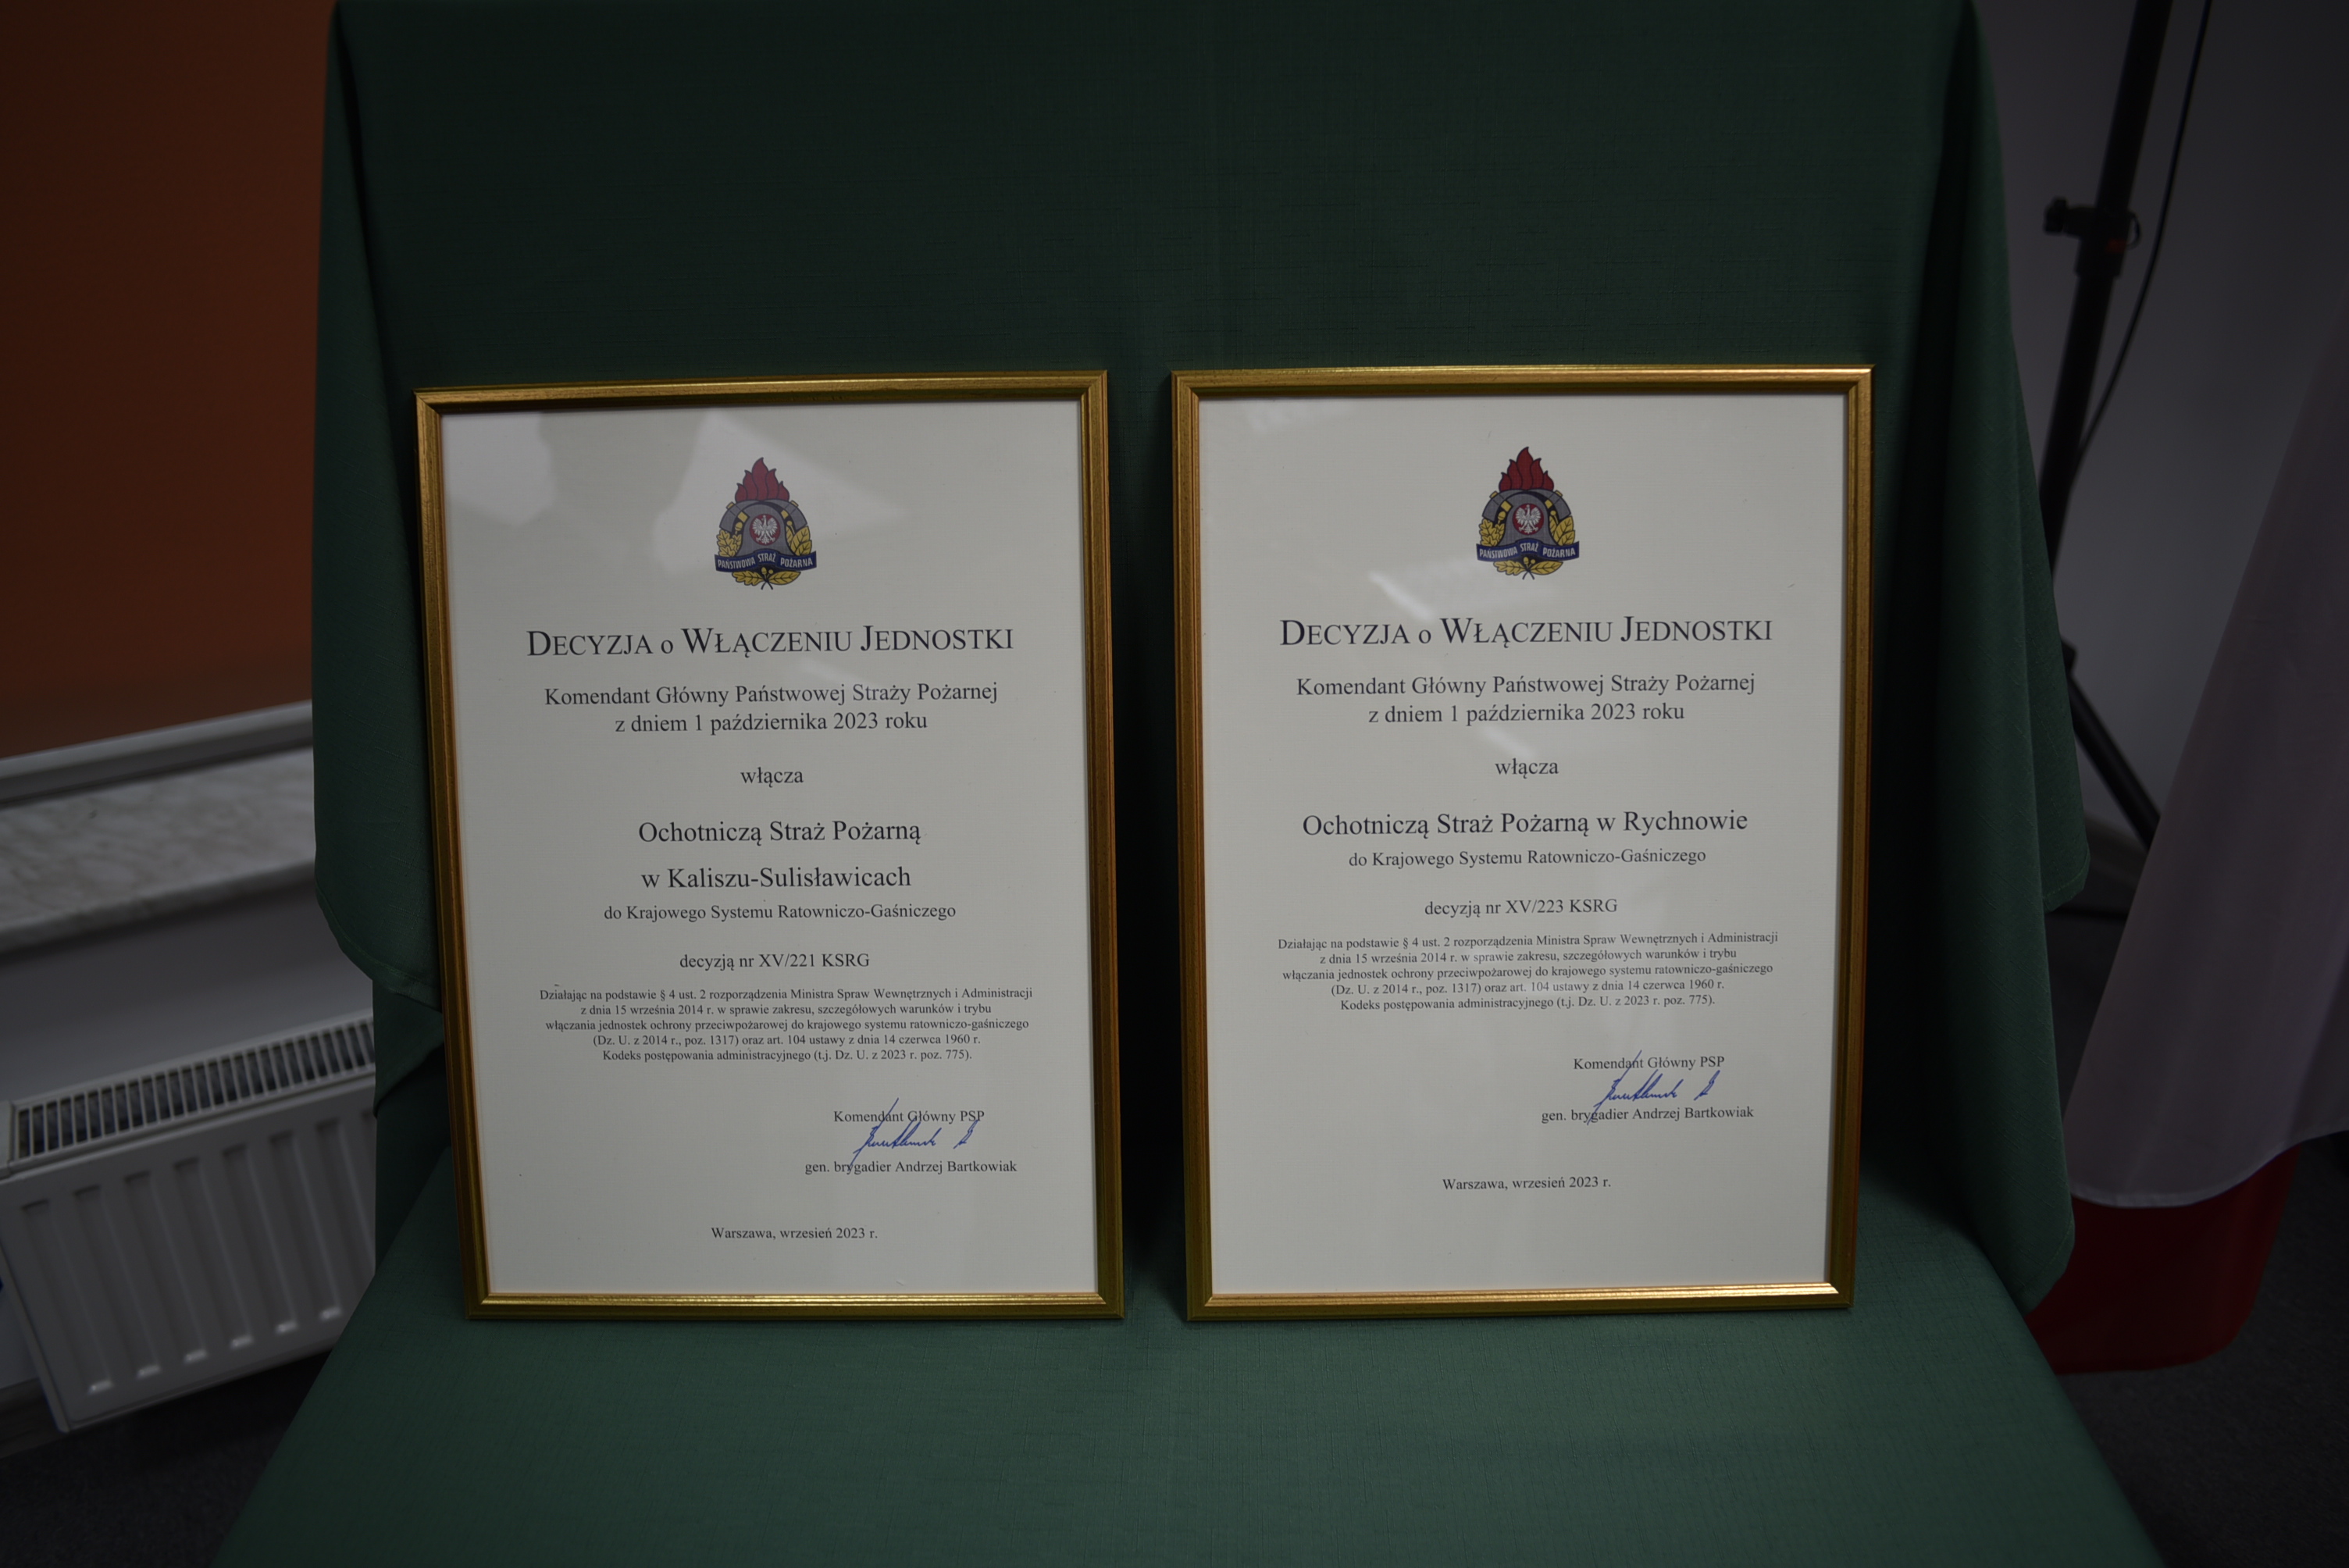 PAŃSTWOWA STRAŻ POŻARNA
DECYZJA o WŁĄCZENIU JEDNOSTKI
Komendant Główny Państwowej Straży Pożarnej
z dniem 1 października 2023 roku
włącza
Ochotniczą Straż Pożarną
w Kaliszu-Sulisławicach
do Krajowego Systemu Ratowniczo-Gaśniczego
decyzją nr XV/221 KSRG
Działając na podstawie § 4 ust. 2 rozporządzenia Ministra Spraw Wewnętrznych i Administracji
z dnia 15 września 2014 r. w sprawie zakresu, szczegółowych warunków i trybu
włączania jednostek ochrony przeciwpożarowej do krajowego systemu ratowniczo-gaśniczego
(Dz. U. z 2014 r., poz. 1317) oraz art. 104 ustawy z dnia 14 czerwca 1960 r.
Kodeks postępowania administracyjnego (t.j. Dz. U. z 2023 r. poz. 775).
Komendant Główny PSP
gen. brygadier Andrzej Bartkowiak
Warszawa, wrzesień 2023 r.
PAŃSTWOWA STRAŻ POŻARNA
DECYZJA o WŁĄCZENIU JEDNOSTKI
Komendant Główny Państwowej Straży Pożarnej
z dniem 1 października 2023 roku
włącza
Ochotniczą Straż Pożarną w Rychnowie
do Krajowego Systemu Ratowniczo-Gaśniczego
decyzją nr XV/223 KSRG
Działając na podstawie § 4 ust. 2 rozporządzenia Ministra Spraw Wewnętrznych i Administracji
z dnia 15 września 2014 r. w sprawie zakresu, szczegółowych warunków i trybu
włączania jednostek ochrony przeciwpożarowej do krajowego systemu ratowniczo-gaśniczego
(Dz. U. z 2014 r., poz. 1317) oraz art. 104 ustawy z dnia 14 czerwca 1960 r.
Kodeks postępowania administracyjnego (t.j. Dz. U. z 2023 r. poz. 775).
Komendant Główny PSP
gen. brygadier Andrzej Bartkowiak
Warszawa, wrzesień 2023 r.